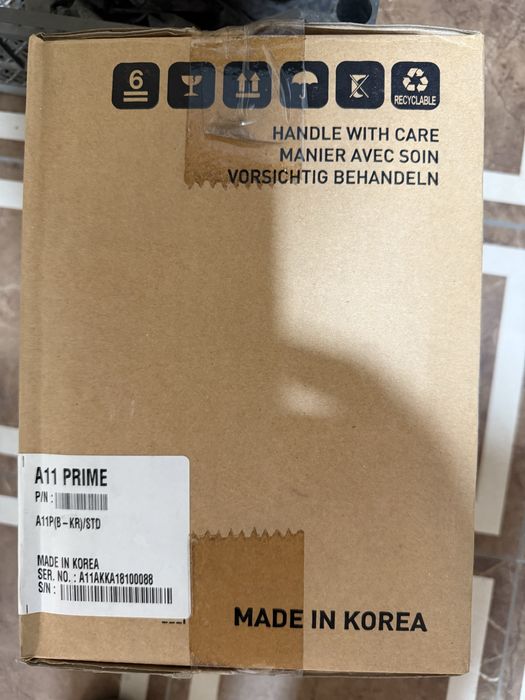 6
RECYCLABLE
HANDLE WITH CARE
MANIER AVEC SOIN
VORSICHTIG BEHANDELN
A11 PRIME
P/N :
A11P(B-KR)/STD
MADE IN KOREA
SER. NO. : A11AKKA18100088
S/N :
MADE IN KOREA